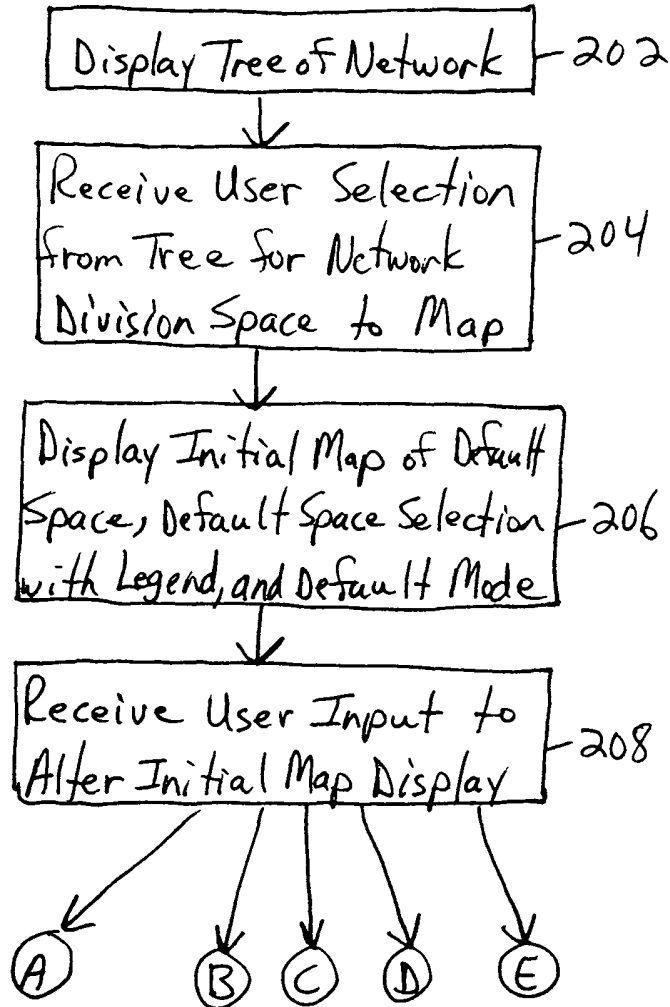 Display Tree of Network
202
Receive User Selection
from Tree for Network
Division Space to Map
204
Display Initial Map of Default
Space, Default Space Selection
with Legend, and Default Mode
206
Receive User Input to
Alter Initial Map Display
208
A B C D E